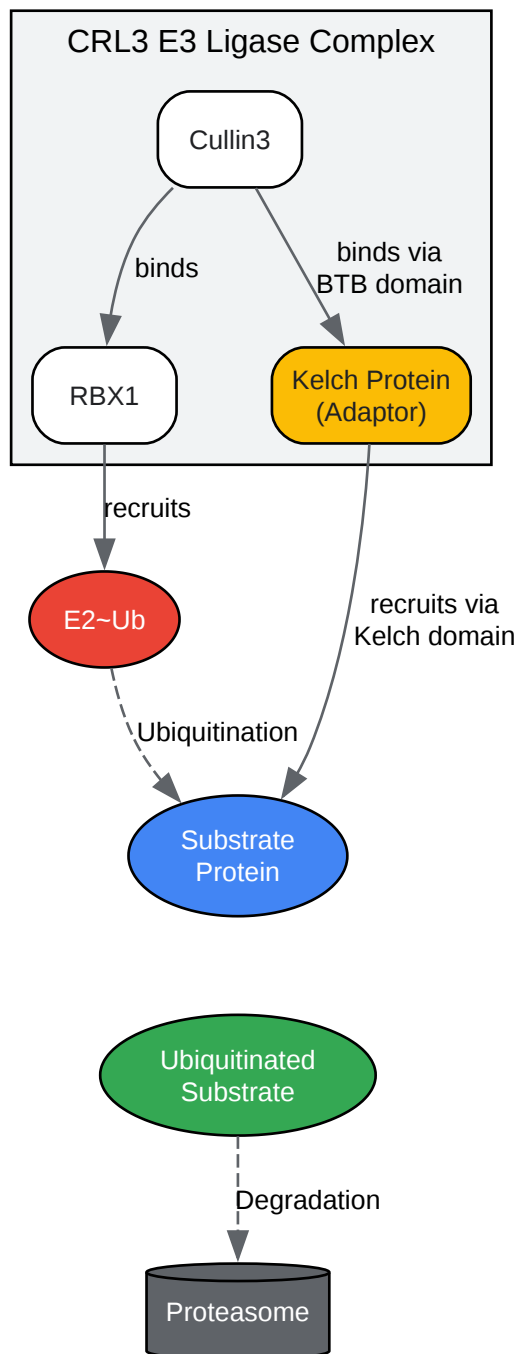 CRL3 E3 Ligase Complex
Cullin3
binds
binds via
BTB domain
RBX1
Kelch Protein
(Adaptor)
recruits
E2~Ub
recruits via
Kelch domain
Ubiquitination
Substrate
Protein
Ubiquitinated
Substrate
Degradation
Proteasome